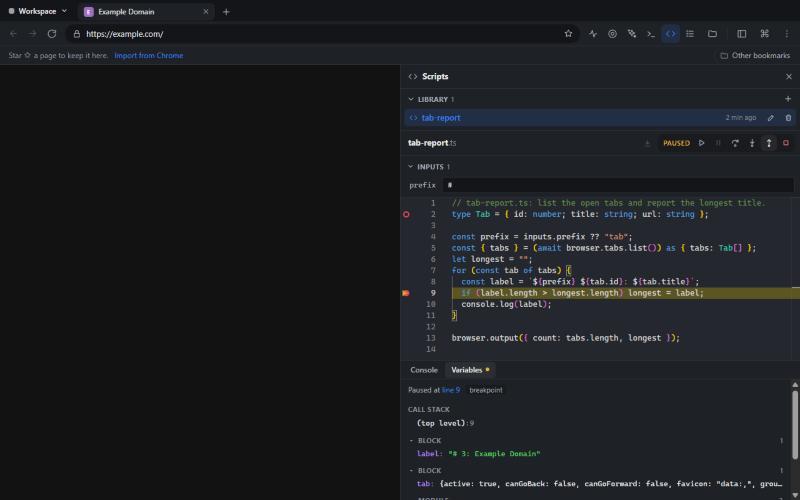 Workspace
E Example Domain
https://example.com/
Star ☆ a page to keep it here. Import from Chrome
Other bookmarks
Scripts
LIBRARY 1
tab-report 2 min ago
tab-report.ts PAUSED
INPUTS 1
prefix #
1 // tab-report.ts: list the open tabs and report the longest title.
2 type Tab = { id: number; title: string; url: string };
3
4 const prefix = inputs.prefix ?? "tab";
5 const { tabs } = (await browser.tabs.list()) as { tabs: Tab[] };
6 let longest = "";
7 for (const tab of tabs) {
8 const label = `${prefix} ${tab.id}: ${tab.title}`;
9 if (label.length > longest.length) longest = label;
10 console.log(label);
11 }
12
13 browser.output({ count: tabs.length, longest });
14
Console Variables
Paused at line 9 breakpoint
CALL STACK
(top level):9
BLOCK 1
label: "# 3: Example Domain"
BLOCK 1
tab: {active: true, canGoBack: false, canGoForward: false, favicon: "data:,", grou…